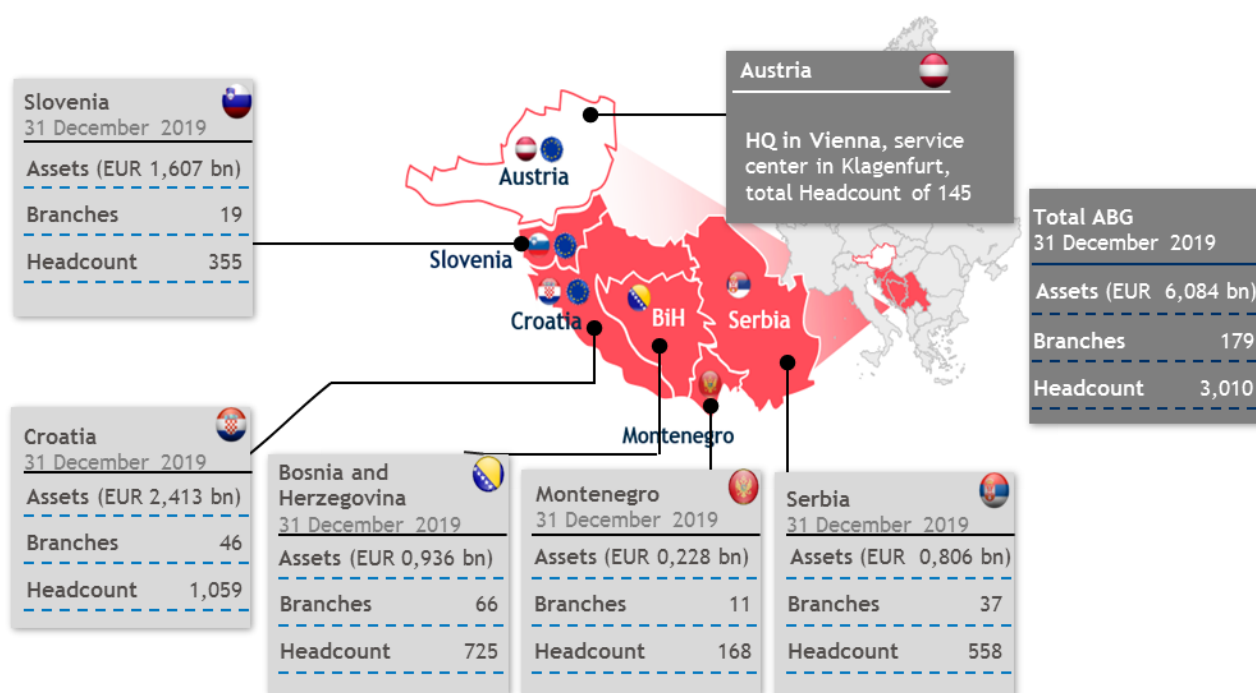 Slovenia
31 December 2019
Assets (EUR 1,607 bn)
Branches 19
Headcount 355
Austria
HQ in Vienna, service
center in Klagenfurt,
total Headcount of 145
Total ABG
31 December 2019
Assets (EUR 6,084 bn)
Branches 179
Headcount 3,010
Austria
Slovenia
Croatia
BiH
Serbia
Montenegro
Croatia
31 December 2019
Assets (EUR 2,413 bn)
Branches 46
Headcount 1,059
Bosnia and
Herzegovina
31 December 2019
Assets (EUR 0,936 bn)
Branches 66
Headcount 725
Montenegro
31 December 2019
Assets (EUR 0,228 bn)
Branches 11
Headcount 168
Serbia
31 December 2019
Assets (EUR 0,806 bn)
Branches 37
Headcount 558